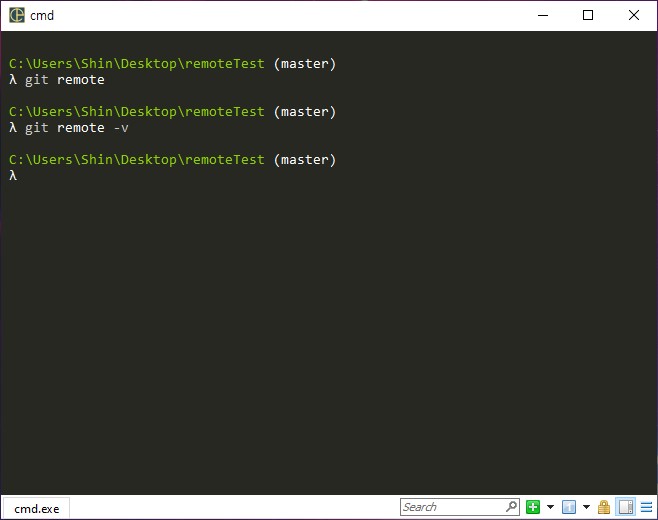 cmd
C:\Users\Shin\Desktop\remoteTest (master)
λ git remote
C:\Users\Shin\Desktop\remoteTest (master)
λ git remote -v
C:\Users\Shin\Desktop\remoteTest (master)
λ
cmd.exe
Search